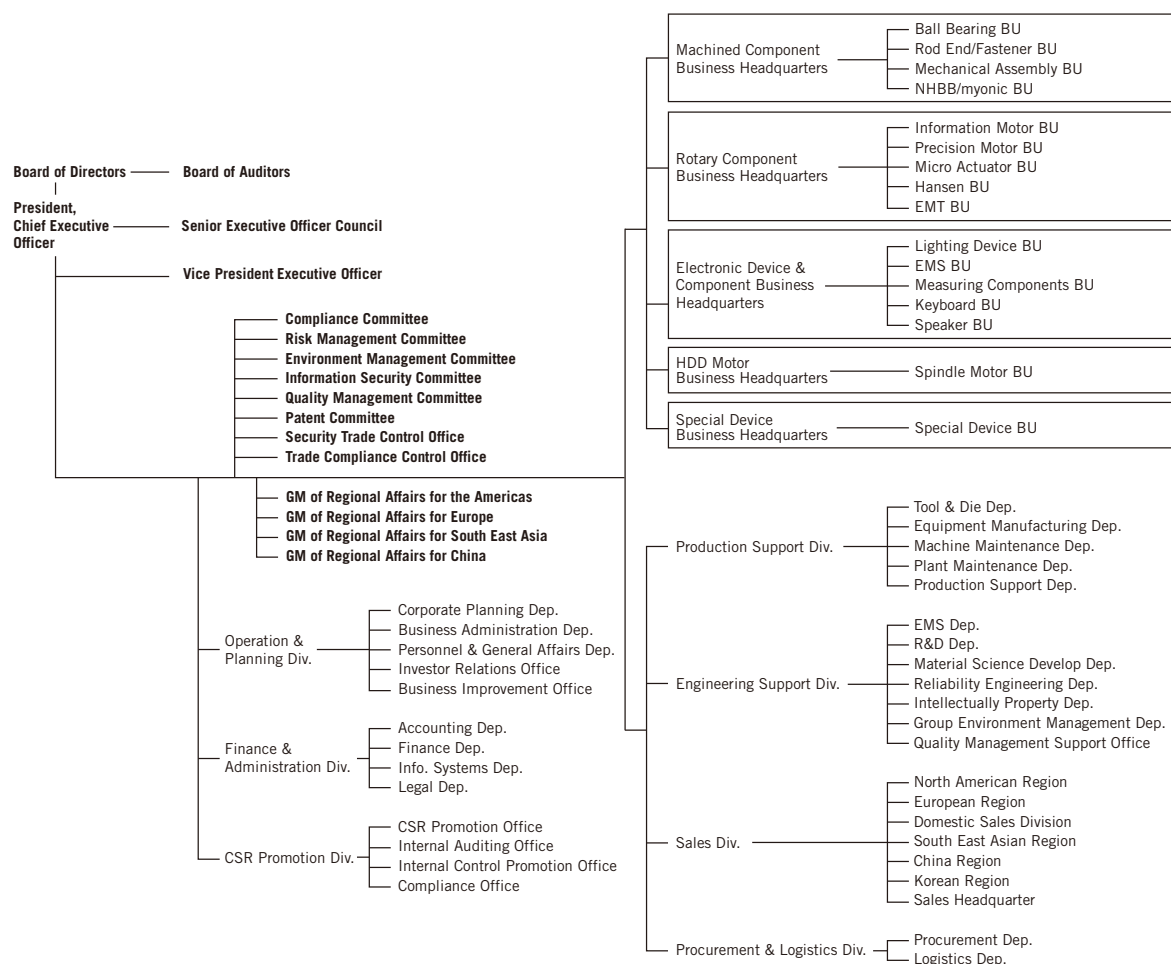 Board of Directors
Board of Auditors
President,
Chief Executive
Officer
Senior Executive Officer Council
Vice President Executive Officer
Compliance Committee
Risk Management Committee
Environment Management Committee
Information Security Committee
Quality Management Committee
Patent Committee
Security Trade Control Office
Trade Compliance Control Office
GM of Regional Affairs for the Americas
GM of Regional Affairs for Europe
GM of Regional Affairs for South East Asia
GM of Regional Affairs for China
Operation &
Planning Div.
Corporate Planning Dep.
Business Administration Dep.
Personnel & General Affairs Dep.
Investor Relations Office
Business Improvement Office
Finance &
Administration Div.
Accounting Dep.
Finance Dep.
Info. Systems Dep.
Legal Dep.
CSR Promotion Div.
CSR Promotion Office
Internal Auditing Office
Internal Control Promotion Office
Compliance Office
Machined Component
Business Headquarters
Ball Bearing BU
Rod End/Fastener BU
Mechanical Assembly BU
NHBB/myonic BU
Rotary Component
Business Headquarters
Information Motor BU
Precision Motor BU
Micro Actuator BU
Hansen BU
EMT BU
Electronic Device &
Component Business
Headquarters
Lighting Device BU
EMS BU
Measuring Components BU
Keyboard BU
Speaker BU
HDD Motor
Business Headquarters
Spindle Motor BU
Special Device
Business Headquarters
Special Device BU
Production Support Div.
Tool & Die Dep.
Equipment Manufacturing Dep.
Machine Maintenance Dep.
Plant Maintenance Dep.
Production Support Dep.
Engineering Support Div.
EMS Dep.
R&D Dep.
Material Science Develop Dep.
Reliability Engineering Dep.
Intellectually Property Dep.
Group Environment Management Dep.
Quality Management Support Office
Sales Div.
North American Region
European Region
Domestic Sales Division
South East Asian Region
China Region
Korean Region
Sales Headquarter
Procurement & Logistics Div.
Procurement Dep.
Logistics Dep.